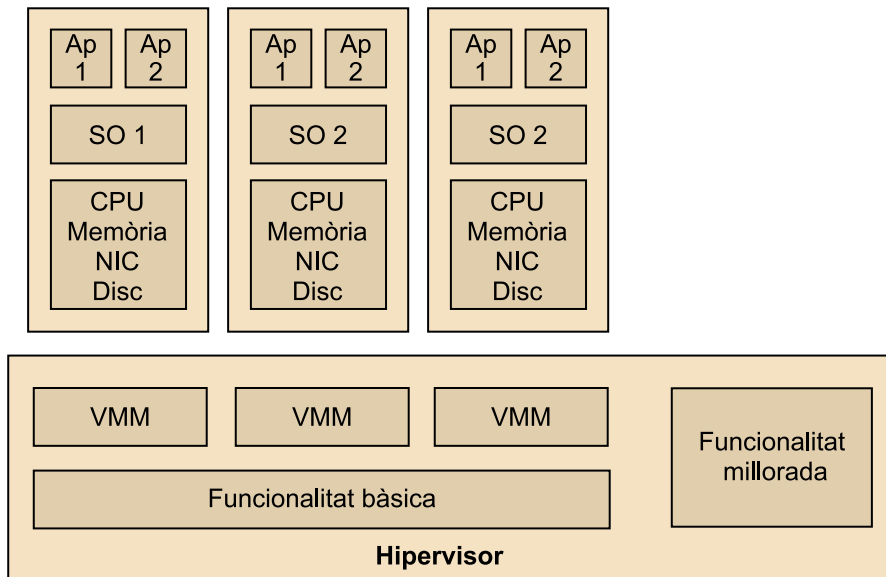 Ap
1
Ap
2
SO 1
CPU
Memòria
NIC
Disc
Ap
1
Ap
2
SO 2
CPU
Memòria
NIC
Disc
Ap
1
Ap
2
SO 2
CPU
Memòria
NIC
Disc
VMM
VMM
VMM
Funcionalitat bàsica
Funcionalitat
millorada
Hipervisor